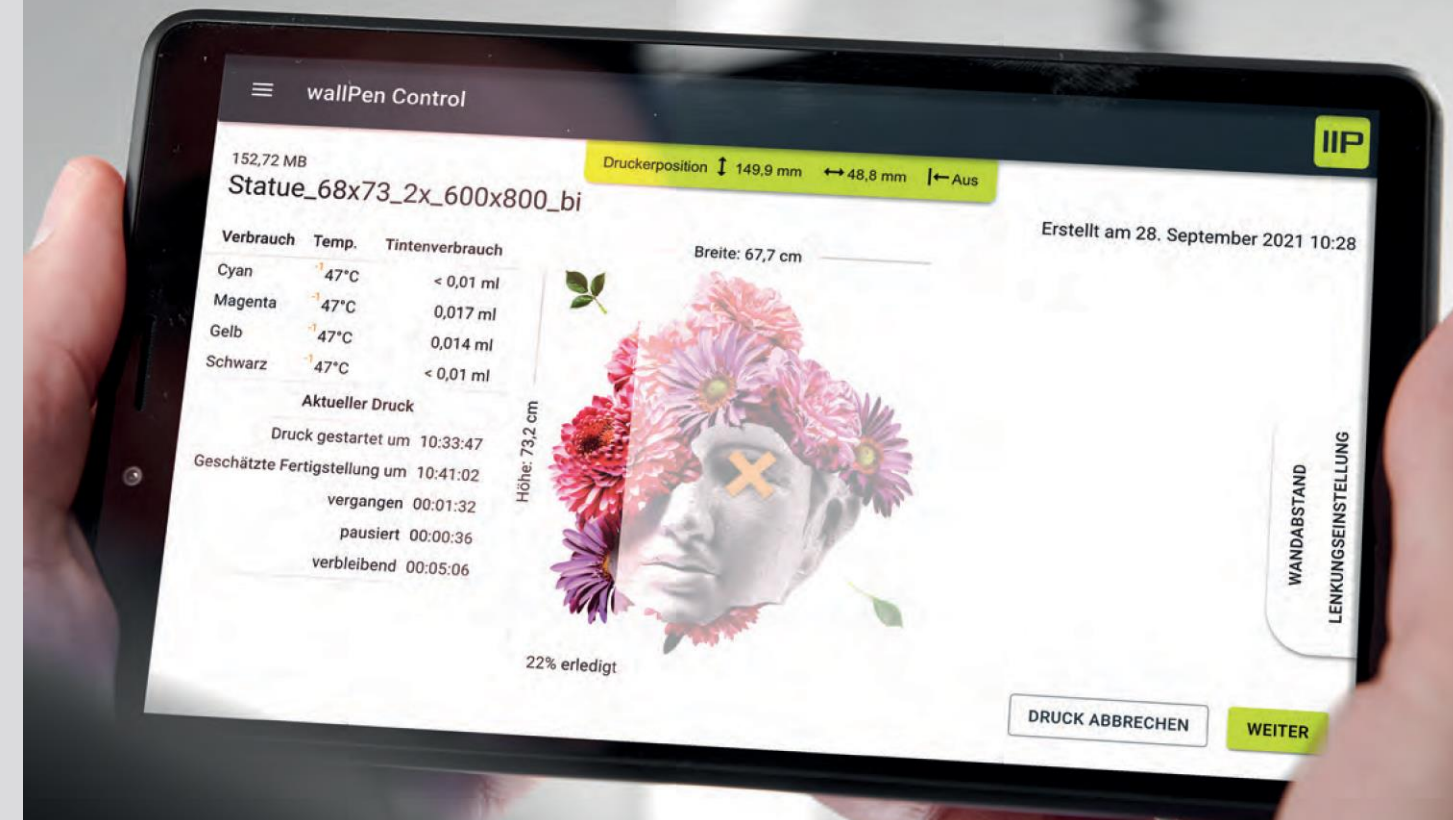 wallPen Control
IIP
152,72 MB
Statue_68x73_2x_600x800_bi
Druckerposition ↕ 149,9 mm ↔ 48,8 mm |← Aus
Erstellt am 28. September 2021 10:28
Verbrauch Temp. Tintenverbrauch
Cyan -1 47°C < 0,01 ml
Magenta -1 47°C 0,017 ml
Gelb -1 47°C 0,014 ml
Schwarz -1 47°C < 0,01 ml
Aktueller Druck
Druck gestartet um 10:33:47
Geschätzte Fertigstellung um 10:41:02
vergangen 00:01:32
pausiert 00:00:36
verbleibend 00:05:06
Breite: 67,7 cm
Höhe: 73,2 cm
22% erledigt
WANDABSTAND
LENKUNGSEINSTELLUNG
DRUCK ABBRECHEN
WEITER